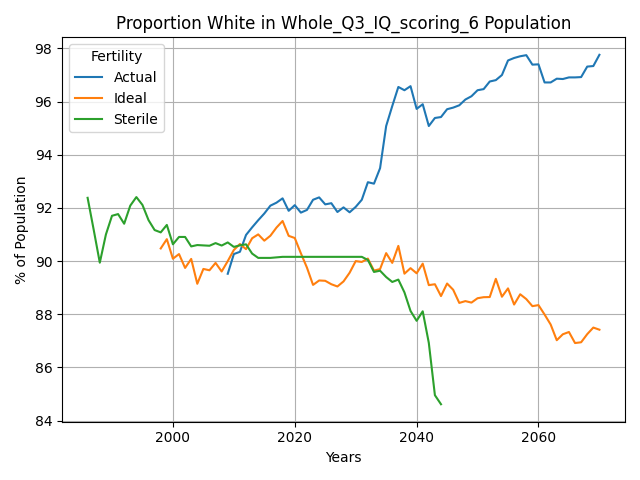 Proportion White in Whole_Q3_IQ_scoring_6 Population
Fertility
Actual
Ideal
Sterile
% of Population
98
96
94
92
90
88
86
84
2000
2020
2040
2060
Years